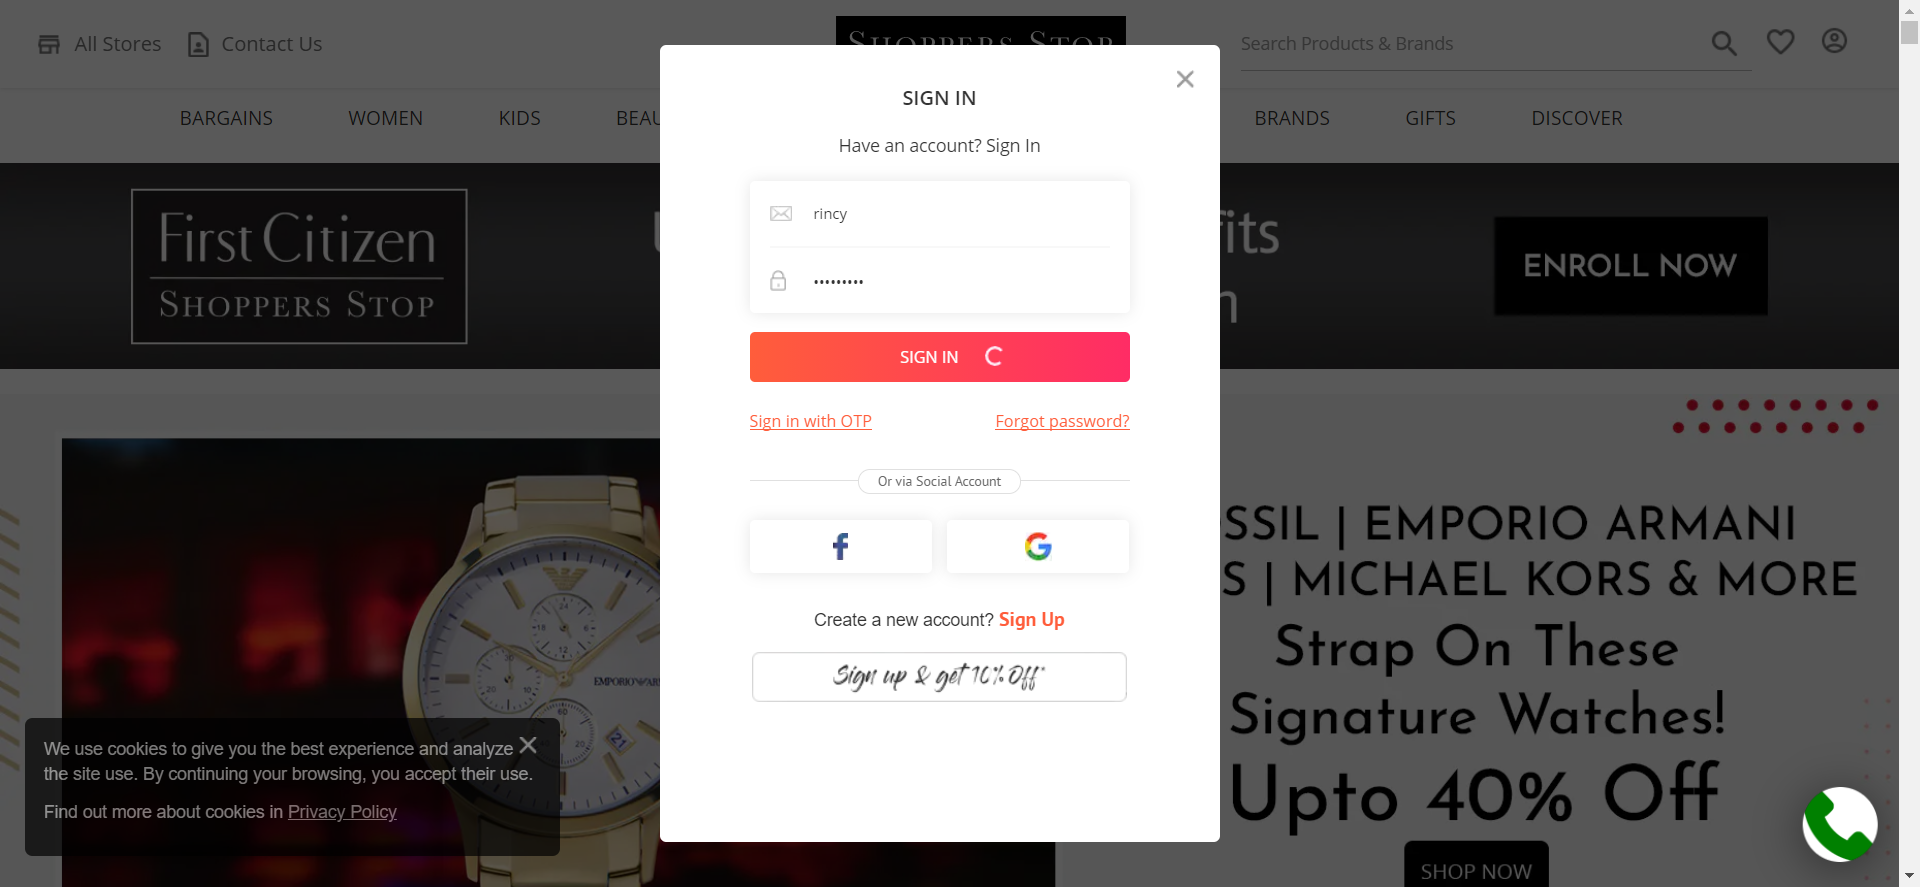 All Stores
Contact Us
SHOPPERS STOP
Search Products & Brands
BARGAINS
WOMEN
KIDS
BEAU
BRANDS
GIFTS
DISCOVER
First Citizen
SHOPPERS STOP
ENROLL NOW
SIGN IN
Have an account? Sign In
rincy
•••••••••
SIGN IN
Sign in with OTP
Forgot password?
Or via Social Account
Create a new account? Sign Up
Sign up & get 10% Off*
SSIL | EMPORIO ARMANI
S | MICHAEL KORS & MORE
Strap On These
Signature Watches!
Upto 40% Off
SHOP NOW
We use cookies to give you the best experience and analyze
the site use. By continuing your browsing, you accept their use.
Find out more about cookies in Privacy Policy